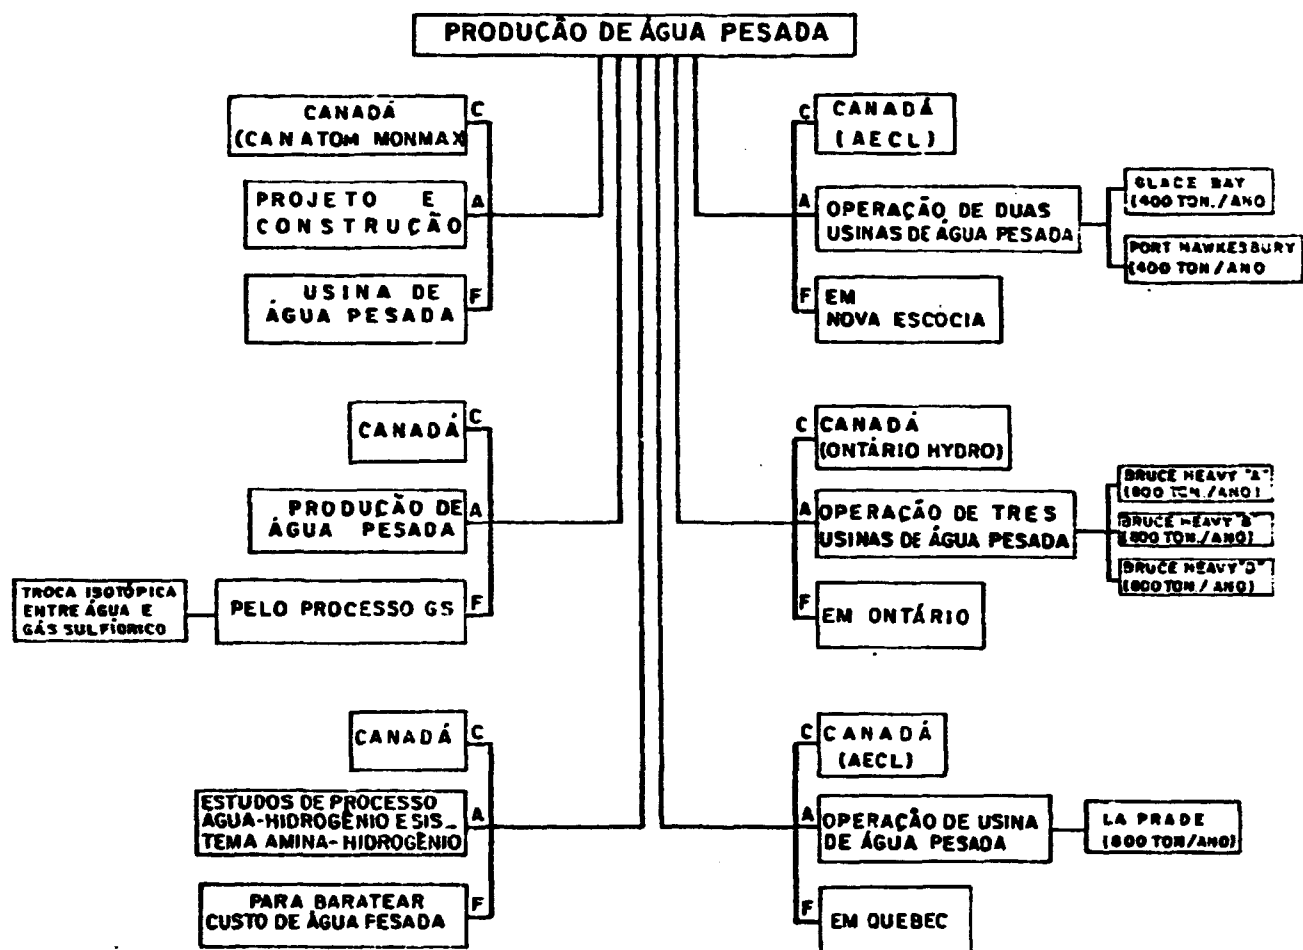 PRODUCÃO DE ÁGUA PESADA
C
CANADÁ
(CANATOM MONMAX)
A
PROJETO E
CONSTRUÇÃO
F
USINA DE
ÁGUA PESADA
C
CANADÁ
A
PRODUÇÃO DE
ÁGUA PESADA
F
PELO PROCESSO GS
TROCA ISOTÓPICA
ENTRE ÁGUA E
GÁS SULFÍDRICO
C
CANADÁ
A
ESTUDOS DE PROCESSO
ÁGUA-HIDROGÊNIO E SIS_
TEMA AMINA-HIDROGÊNIO
F
PARA BARATEAR
CUSTO DE ÁGUA PESADA
C
CANADÁ
(AECL)
A
OPERAÇÃO DE DUAS
USINAS DE ÁGUA PESADA
GLACE BAY
(400 TON./ANO
PORT HAWKESBURY
(400 TON/ANO
F
EM
NOVA ESCÓCIA
C
CANADÁ
(ONTÁRIO HYDRO)
A
OPERAÇÃO DE TRES
USINAS DE ÁGUA PESADA
BRUCE HEAVY "A"
(800 TON./ANO)
BRUCE HEAVY "B"
(800 TON./ANO)
BRUCE HEAVY "D"
(800 TON/ANO)
F
EM ONTÁRIO
C
CANADÁ
(AECL)
A
OPERAÇÃO DE USINA
DE ÁGUA PESADA
LA PRADE
(800 TON/ANO)
F
EM QUEBEC